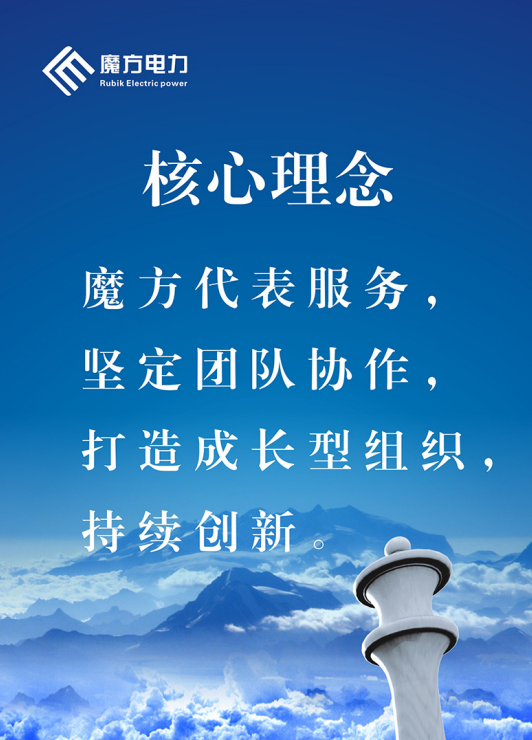 魔方电力
Rubik Electric power
核心理念
魔方代表服务，
坚定团队协作，
打造成长型组织，
持续创新。